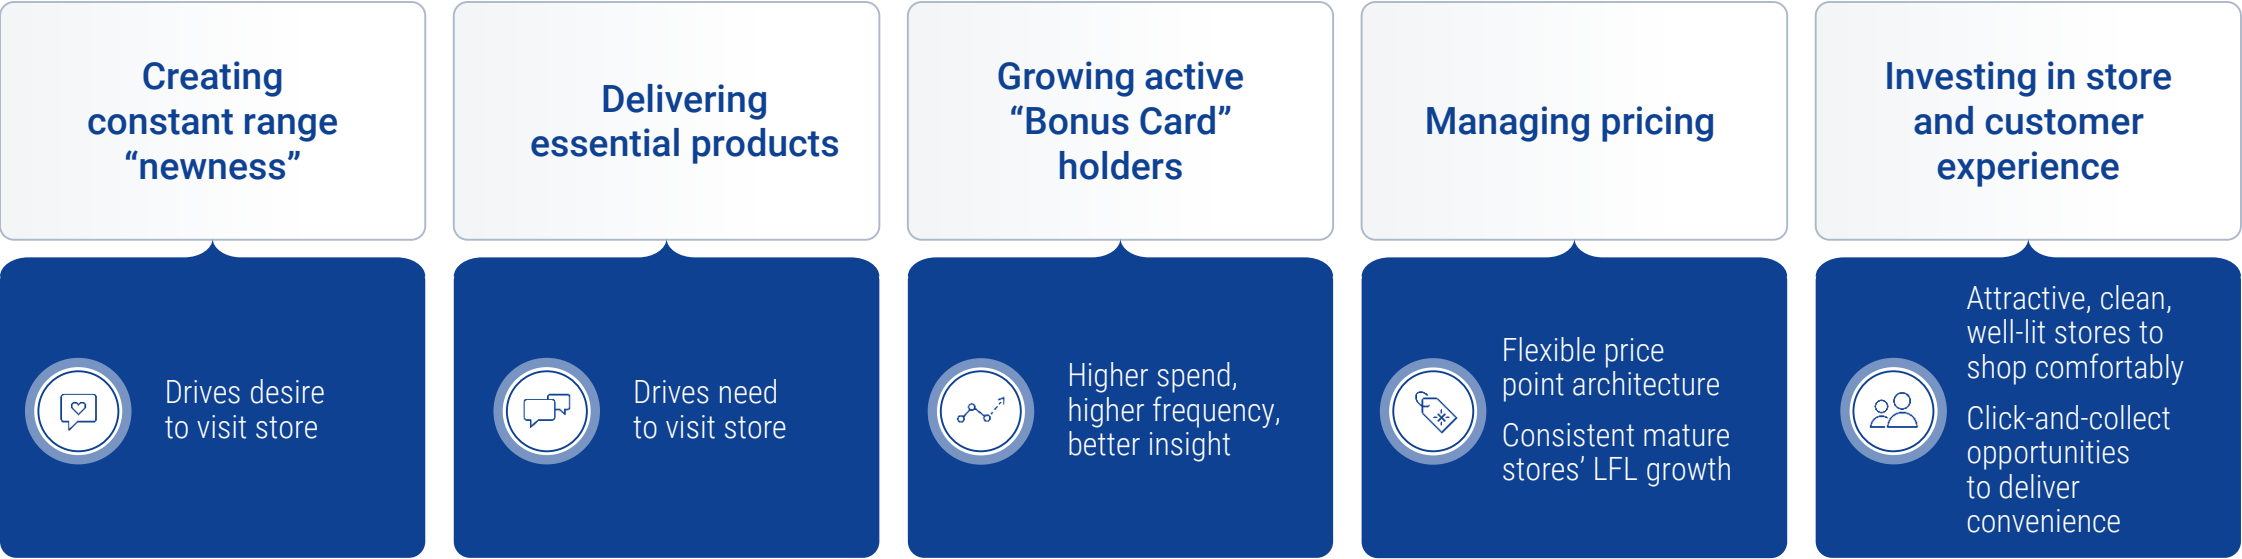 Creating
constant range
“newness”
Drives desire
to visit store
Delivering
essential products
Drives need
to visit store
Growing active
“Bonus Card”
holders
Higher spend,
higher frequency,
better insight
Managing pricing
Flexible price
point architecture
Consistent mature
stores’ LFL growth
Investing in store
and customer
experience
Attractive, clean,
well-lit stores to
shop comfortably
Click-and-collect
opportunities
to deliver
convenience